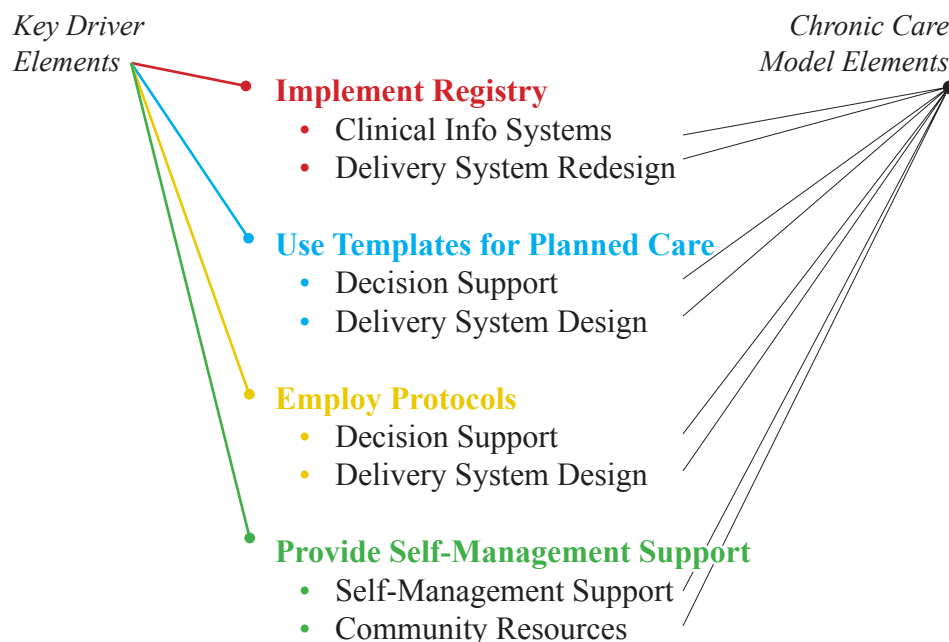 Key Driver
Elements
Chronic Care
Model Elements
Implement Registry
• Clinical Info Systems
• Delivery System Redesign
Use Templates for Planned Care
• Decision Support
• Delivery System Design
Employ Protocols
• Decision Support
• Delivery System Design
Provide Self-Management Support
• Self-Management Support
• Community Resources